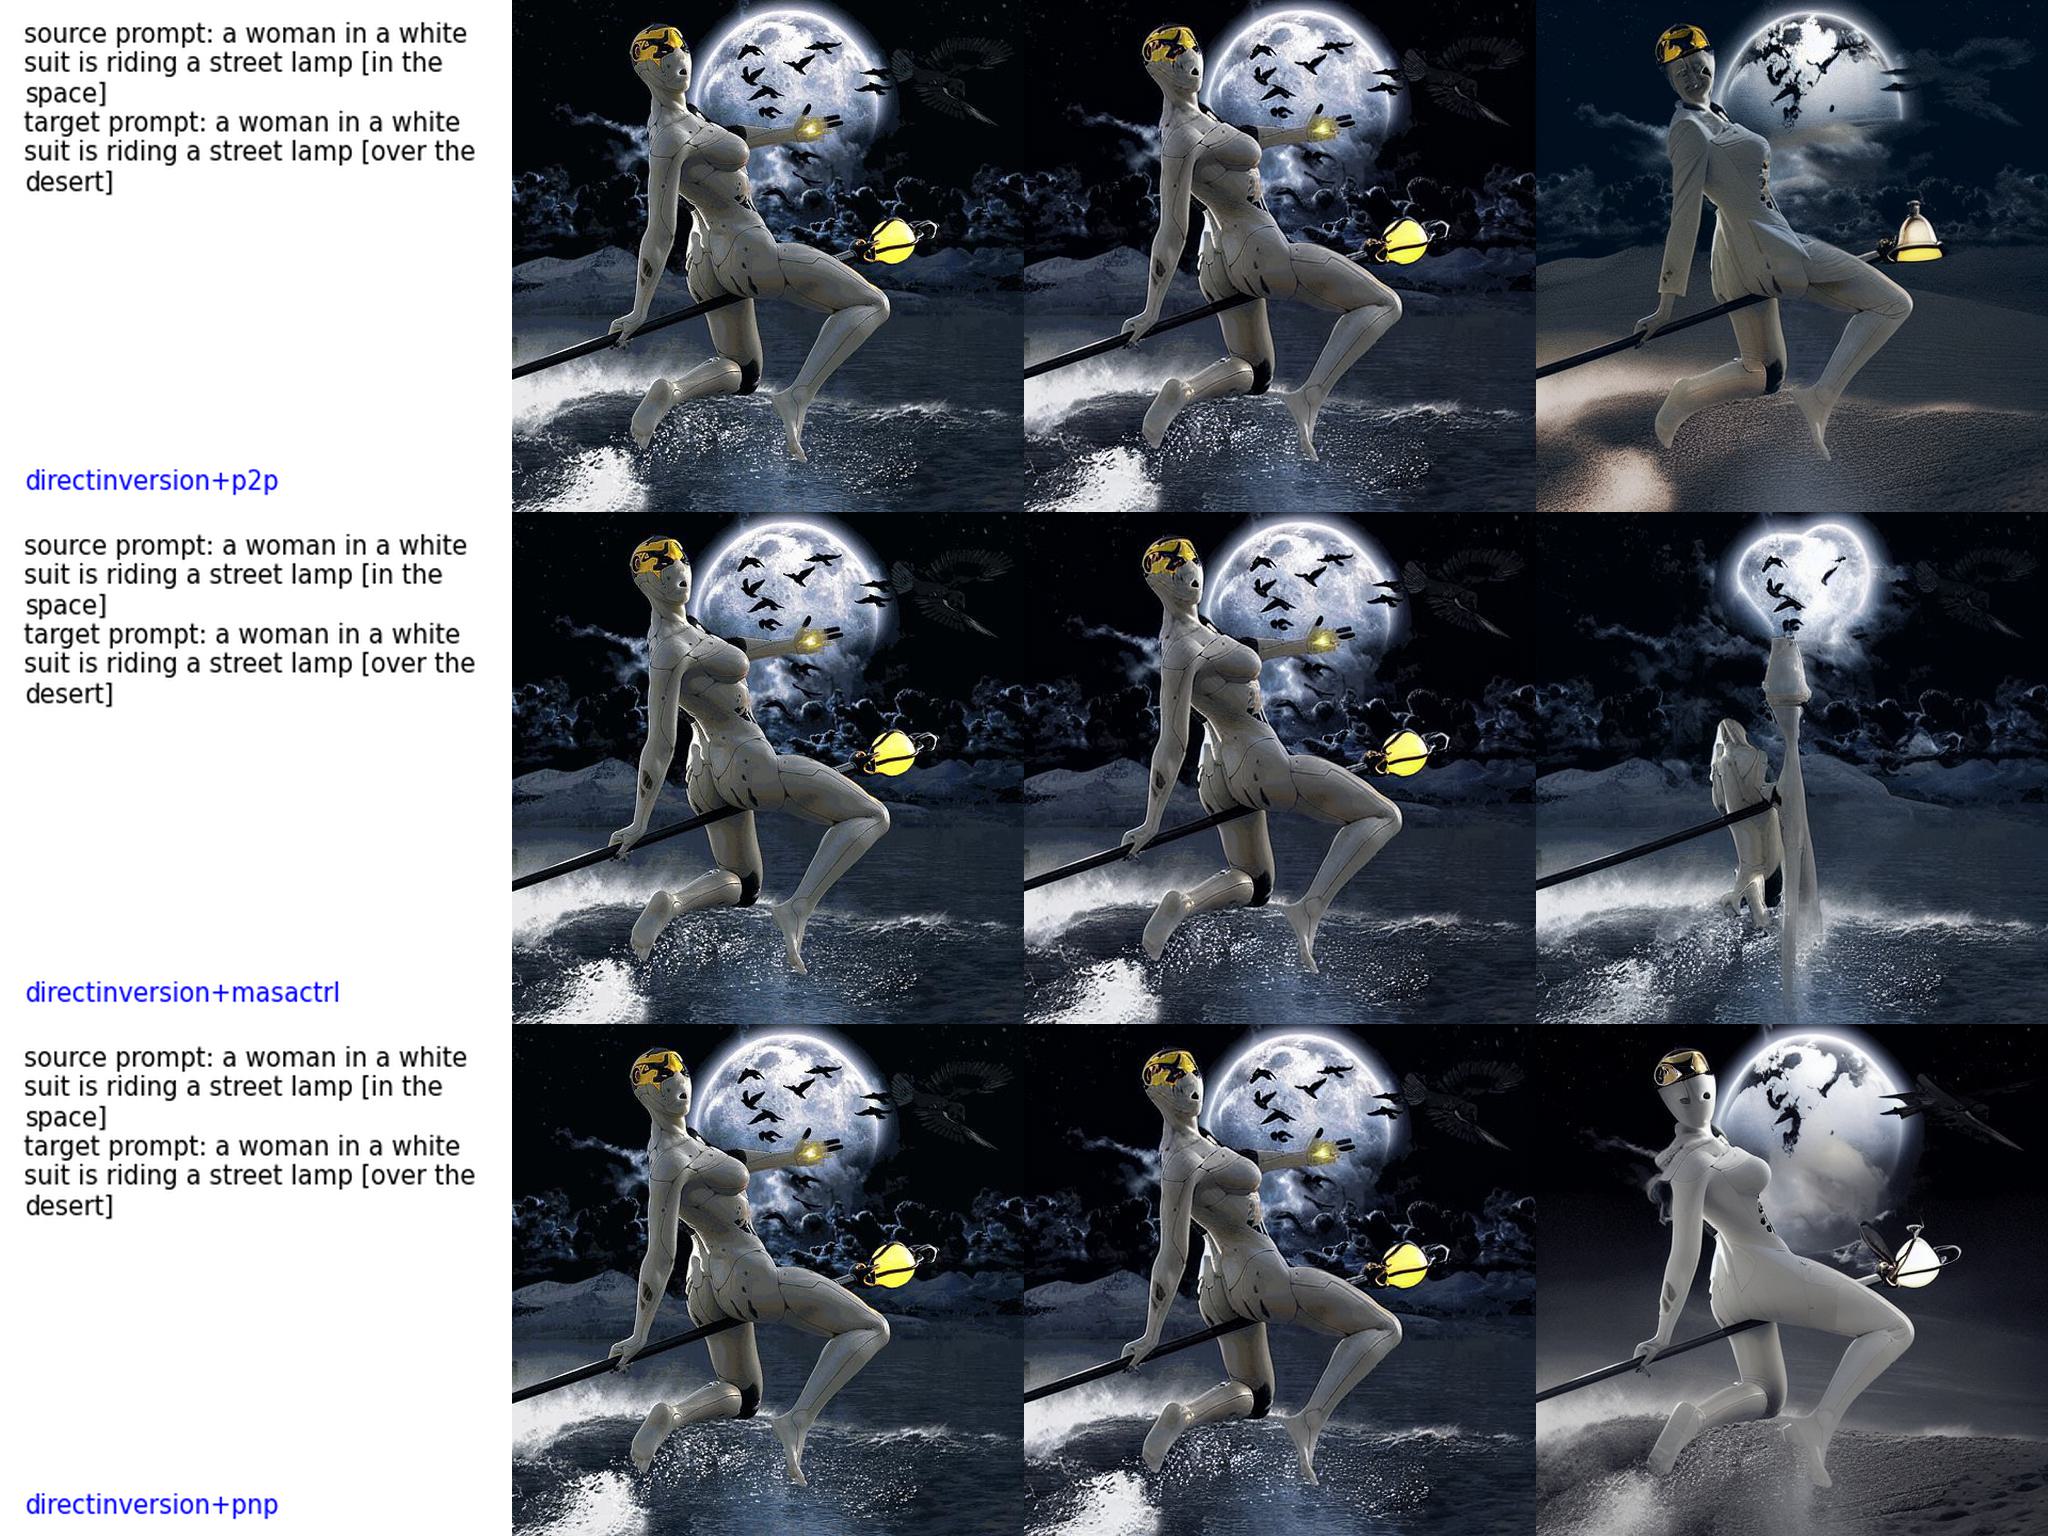 source prompt: a woman in a white
suit is riding a street lamp [in the
space]
target prompt: a woman in a white
suit is riding a street lamp [over the
desert]
directinversion+p2p
source prompt: a woman in a white
suit is riding a street lamp [in the
space]
target prompt: a woman in a white
suit is riding a street lamp [over the
desert]
directinversion+masactrl
source prompt: a woman in a white
suit is riding a street lamp [in the
space]
target prompt: a woman in a white
suit is riding a street lamp [over the
desert]
directinversion+pnp